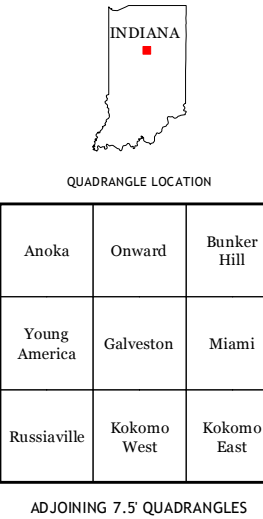 INDIANA
QUADRANGLE LOCATION
Anoka
Onward
Bunker
Hill
Young
America
Galveston
Miami
Russiaville
Kokomo
West
Kokomo
East
ADJOINING 7.5' QUADRANGLES